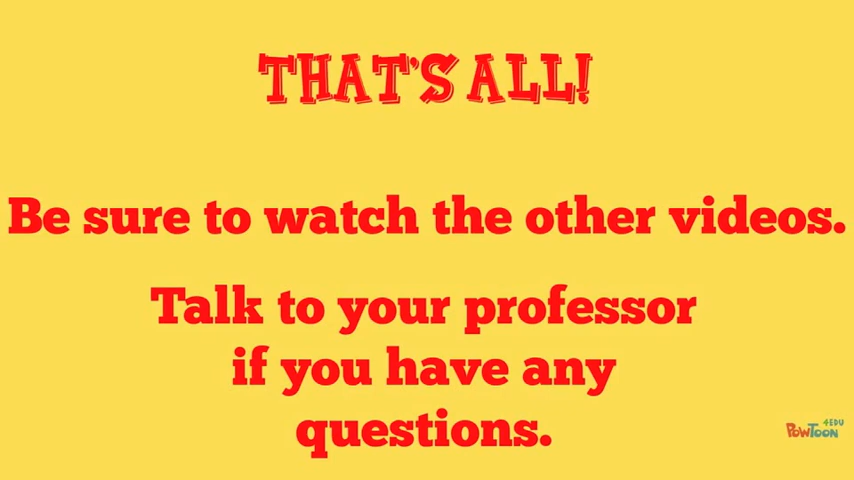 THAT'S ALL!
Be sure to watch the other videos.
Talk to your professor
if you have any
questions.
4EDU
POWTOON